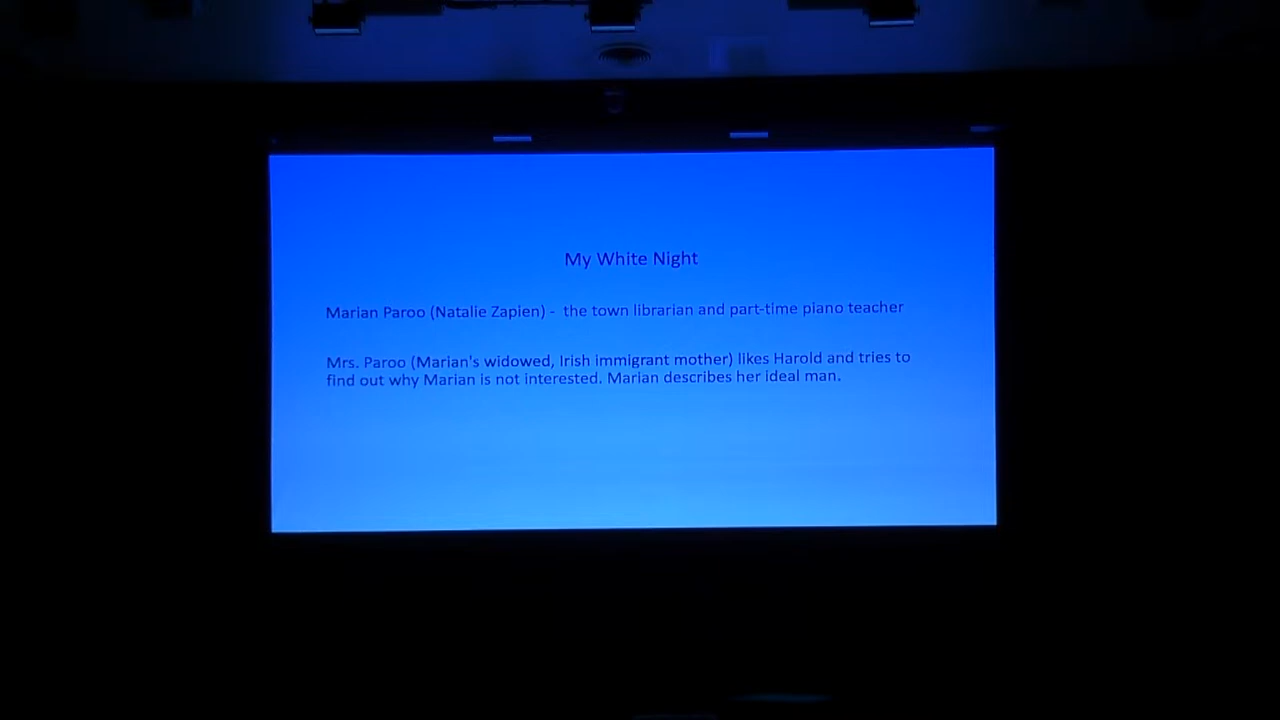 My White Night
Marian Paroo (Natalie Zapien) -  the town librarian and part-time piano teacher
Mrs. Paroo (Marian's widowed, Irish immigrant mother) likes Harold and tries to
find out why Marian is not interested. Marian describes her ideal man.